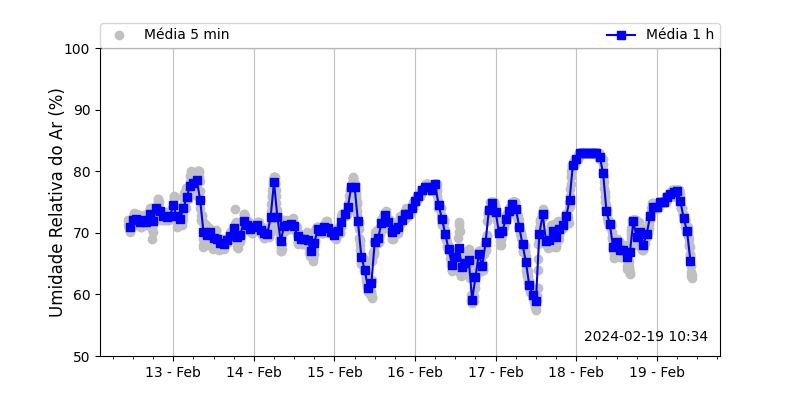 Média 5 min
Média 1 h
100
90
80
70
60
50
Umidade Relativa do Ar (%)
2024-02-19 10:34
13 - Feb
14 - Feb
15 - Feb
16 - Feb
17 - Feb
18 - Feb
19 - Feb